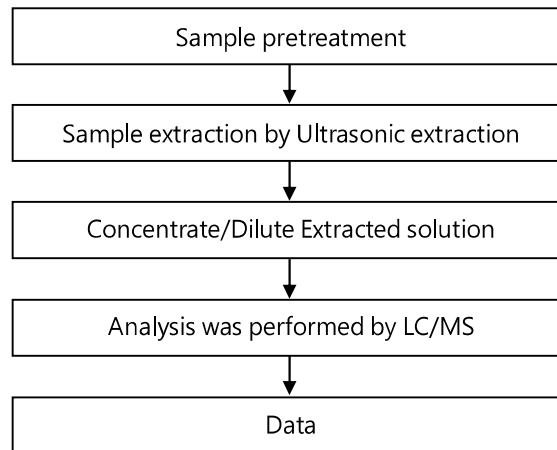 Sample pretreatment
Sample extraction by Ultrasonic extraction
Concentrate/Dilute Extracted solution
Analysis was performed by LC/MS
Data